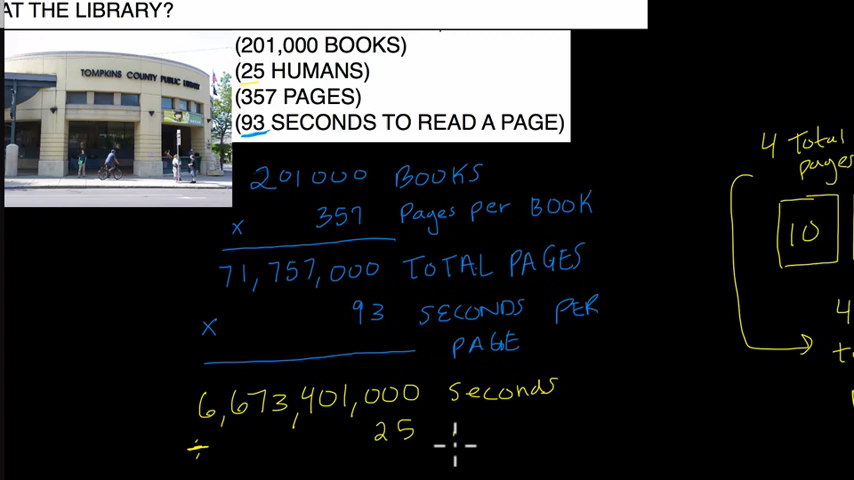 AT THE LIBRARY?
TOMPKINS COUNTY PUBLIC LIBRARY
(201,000 BOOKS)
(25 HUMANS)
(357 PAGES)
(93 SECONDS TO READ A PAGE)
201000 BOOKS
x 357 Pages per BOOK
71,757,000 TOTAL PAGES
x 93 SECONDS PER
PAGE
6,673,401,000 seconds
÷ 25
4 Total
pages
10
4
t